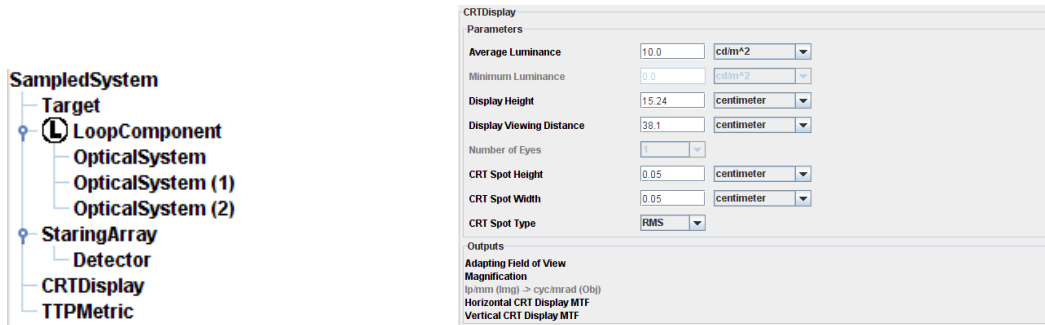 SampledSystem
Target
L LoopComponent
OpticalSystem
OpticalSystem (1)
OpticalSystem (2)
StaringArray
Detector
CRTDisplay
TTPMetric
CRTDisplay
Parameters
Average Luminance 10.0 cd/m^2
Minimum Luminance 0.0 cd/m^2
Display Height 15.24 centimeter
Display Viewing Distance 38.1 centimeter
Number of Eyes 1
CRT Spot Height 0.05 centimeter
CRT Spot Width 0.05 centimeter
CRT Spot Type RMS
Outputs
Adapting Field of View
Magnification
lp/mm (Img) -> cyc/mrad (Obj)
Horizontal CRT Display MTF
Vertical CRT Display MTF